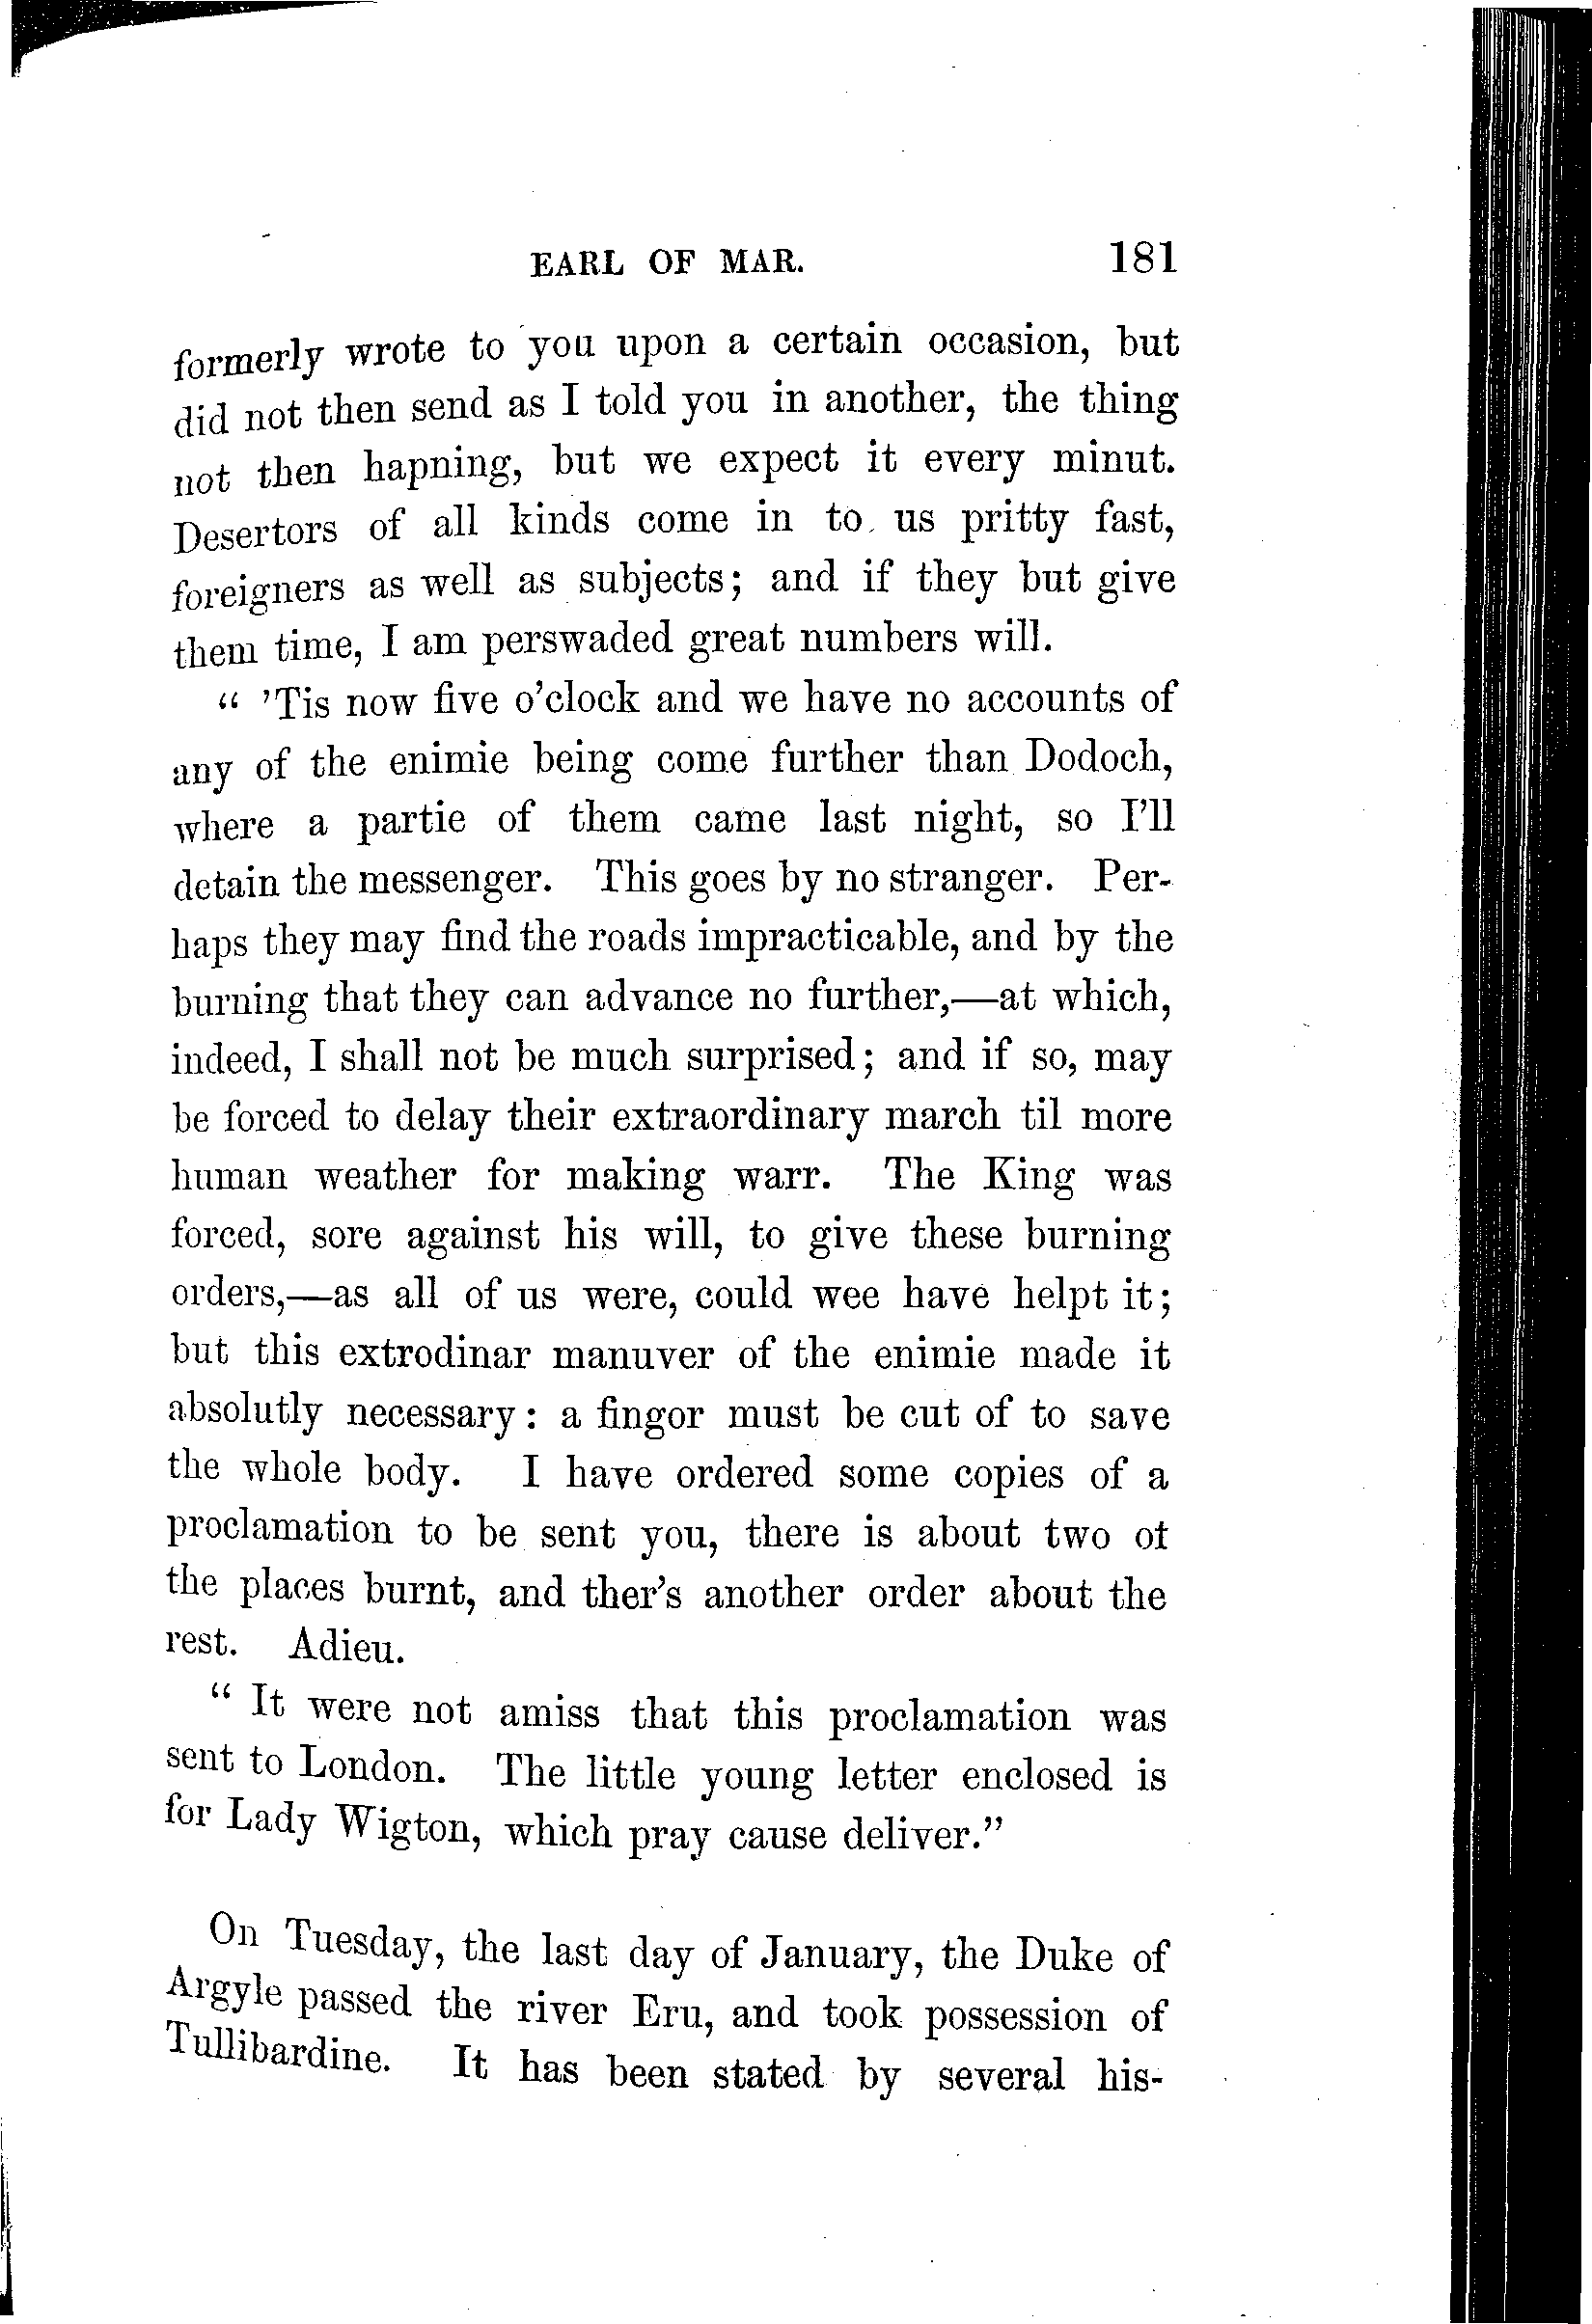 EARL OF MAR. 181
formerly wrote to you upon a certain occasion, but
did not then send as I told you in another, the thing
not then hapning, but we expect it every minut.
Desertors of all kinds come in to us pritty fast,
foreigners as well as subjects; and if they but give
them time, I am perswaded great numbers will.
“ 'Tis now five o'clock and we have no accounts of
any of the enimie being come further than Dodoch,
where a partie of them came last night, so I'll
detain the messenger. This goes by no stranger. Per-
haps they may find the roads impracticable, and by the
burning that they can advance no further,—at which,
indeed, I shall not be much surprised; and if so, may
be forced to delay their extraordinary march til more
human weather for making warr. The King was
forced, sore against his will, to give these burning
orders,—as all of us were, could wee have helpt it;
but this extrodinar manuver of the enimie made it
absolutly necessary: a fingor must be cut of to save
the whole body. I have ordered some copies of a
proclamation to be sent you, there is about two of
the places burnt, and ther's another order about the
rest. Adieu.
“ It were not amiss that this proclamation was
sent to London. The little young letter enclosed is
for Lady Wigton, which pray cause deliver.”
On Tuesday, the last day of January, the Duke of
Argyle passed the river Eru, and took possession of
Tullibardine. It has been stated by several his-